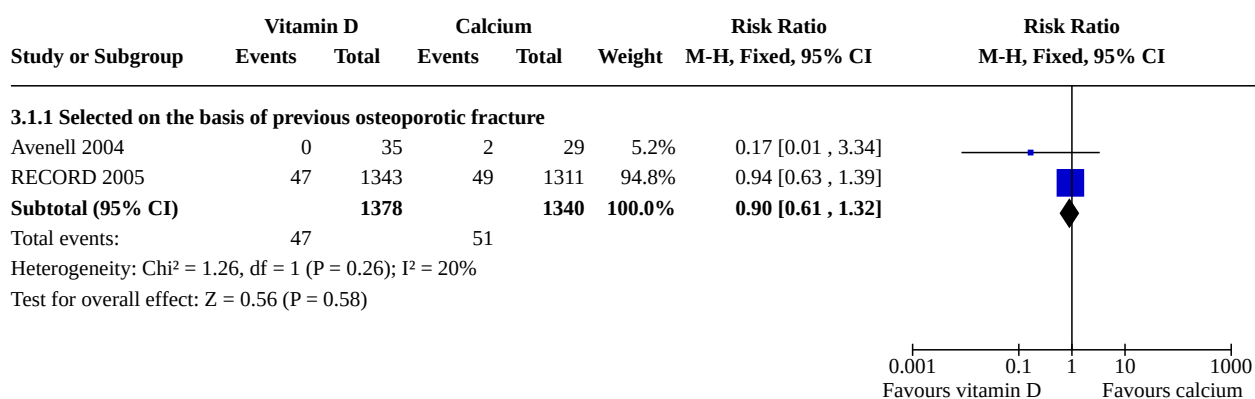 Vitamin D Calcium Risk Ratio Risk Ratio
Study or Subgroup Events Total Events Total Weight M-H, Fixed, 95% CI M-H, Fixed, 95% CI
3.1.1 Selected on the basis of previous osteoporotic fracture
Avenell 2004 0 35 2 29 5.2% 0.17 [0.01 , 3.34]
RECORD 2005 47 1343 49 1311 94.8% 0.94 [0.63 , 1.39]
Subtotal (95% CI) 1378 1340 100.0% 0.90 [0.61 , 1.32]
Total events: 47 51
Heterogeneity: Chi² = 1.26, df = 1 (P = 0.26); I² = 20%
Test for overall effect: Z = 0.56 (P = 0.58)
0.001 0.1 1 10 1000
Favours vitamin D Favours calcium